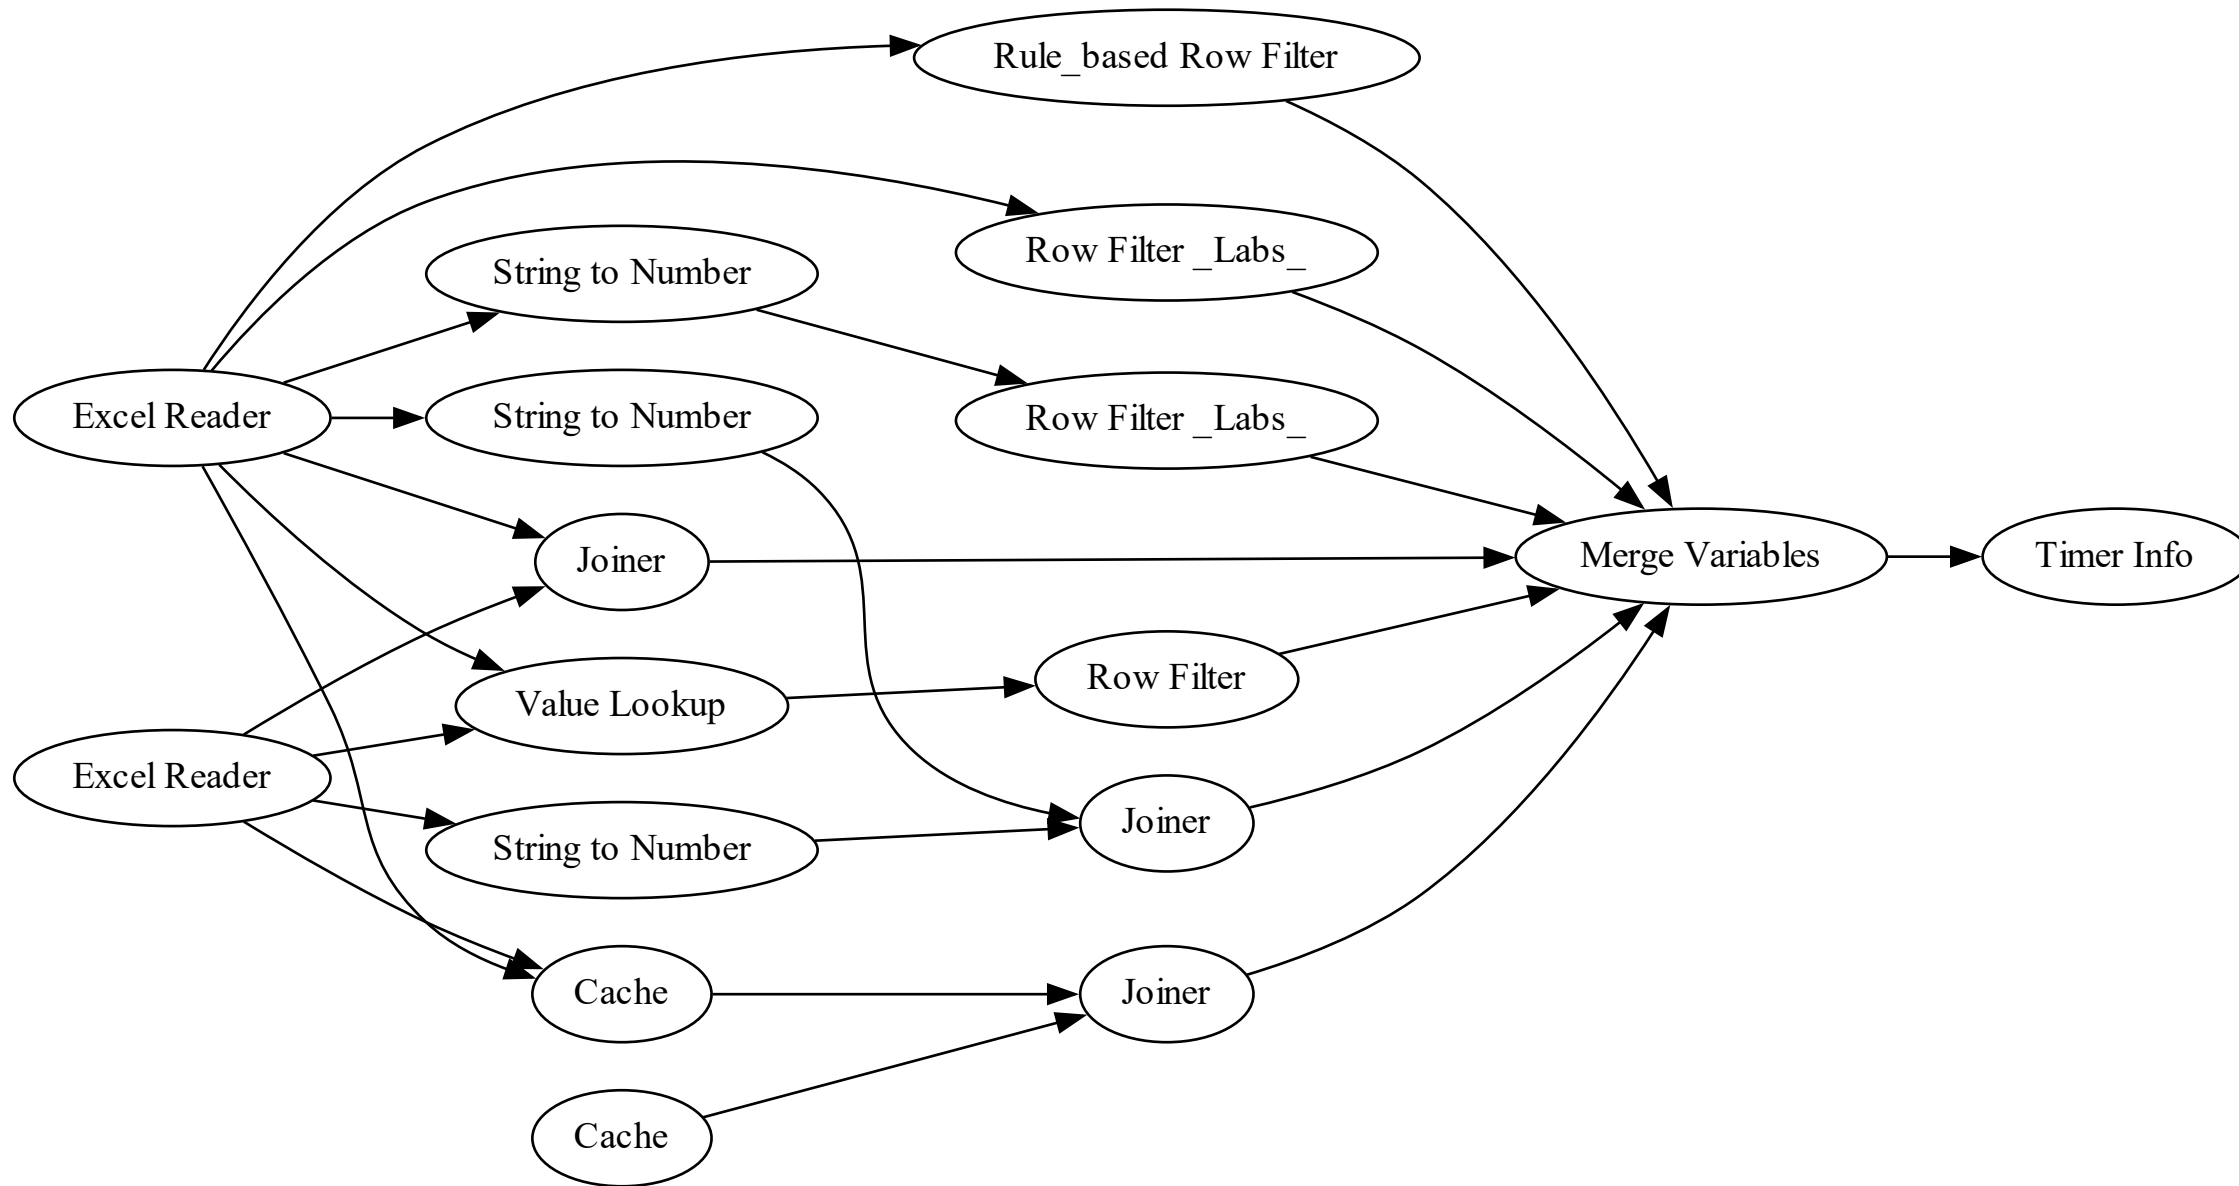 Rule_based Row Filter
Row Filter _Labs_
String to Number
Excel Reader
String to Number
Row Filter _Labs_
Joiner
Merge Variables
Timer Info
Value Lookup
Row Filter
Excel Reader
String to Number
Joiner
Cache
Joiner
Cache